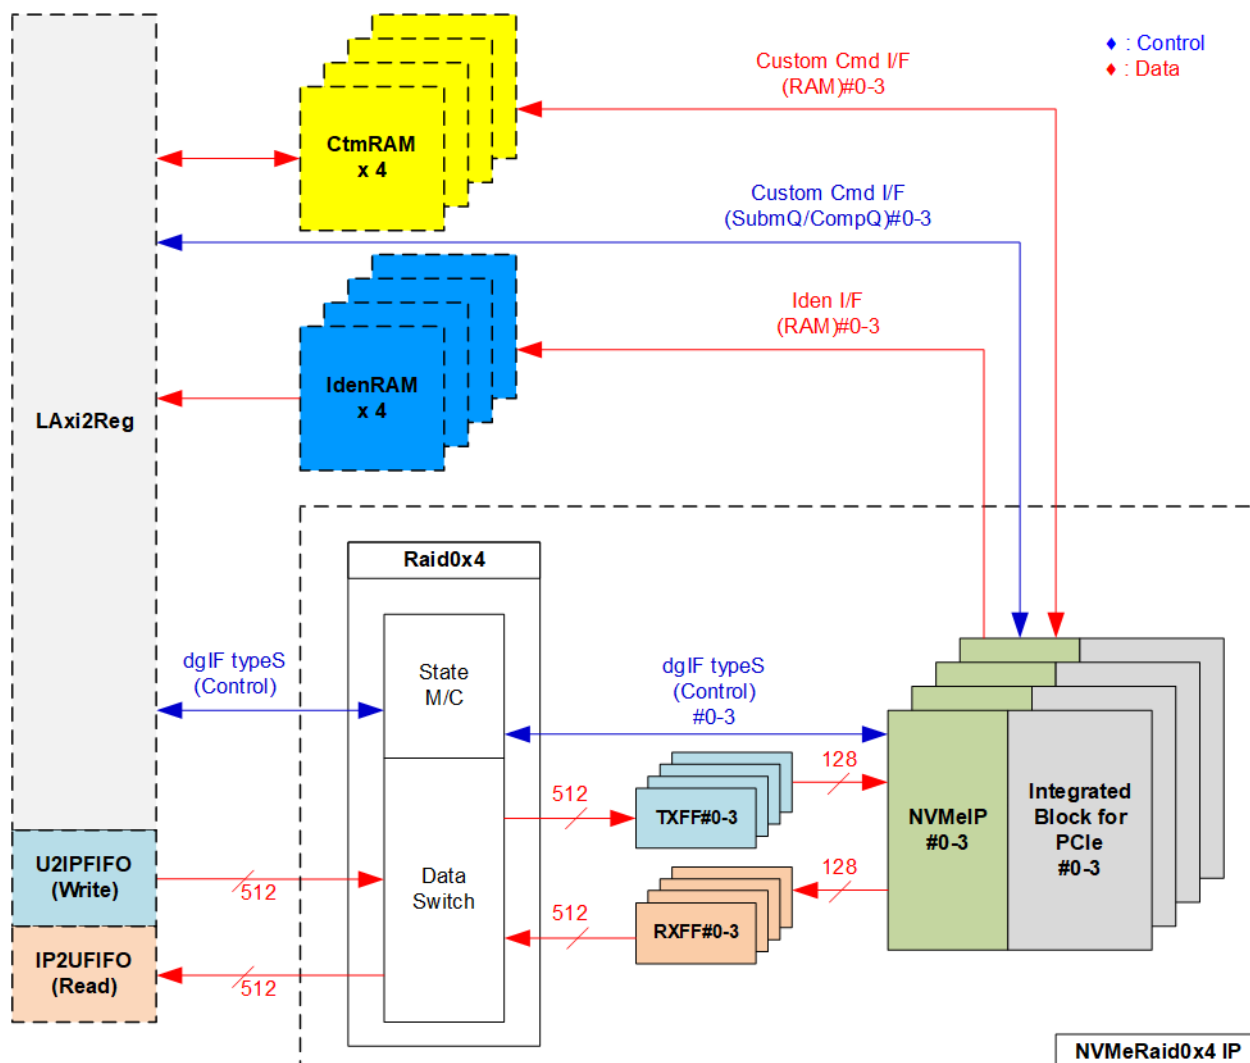 Custom Cmd I/F
(RAM)#0-3
♦ : Control
♦ : Data
CtmRAM
x 4
Custom Cmd I/F
(SubmQ/CompQ)#0-3
Iden I/F
(RAM)#0-3
IdenRAM
x 4
LAxi2Reg
Raid0x4
dgIF typeS
(Control)
State
M/C
dgIF typeS
(Control)
#0-3
512
TXFF#0-3
128
NVMeIP
#0-3
Integrated
Block for
PCIe
#0-3
U2IPFIFO
(Write)
512
Data
Switch
512
RXFF#0-3
128
IP2UFIFO
(Read)
512
NVMeRaid0x4 IP